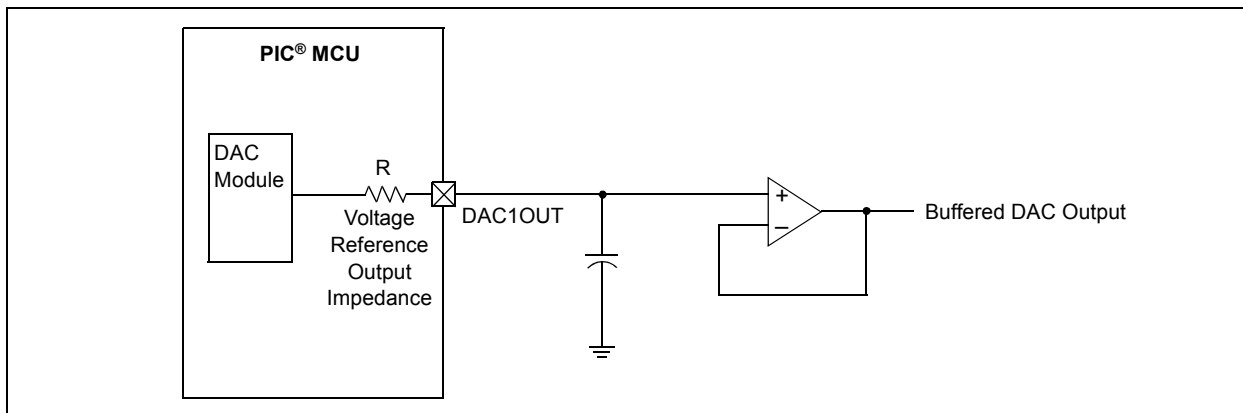 PIC® MCU
DAC
Module
R
Voltage
Reference
Output
Impedance
DAC1OUT
+
–
Buffered DAC Output